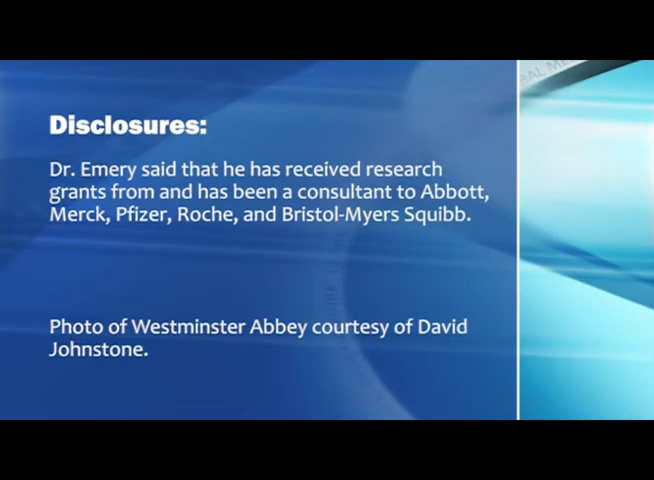 Disclosures:
Dr. Emery said that he has received research
grants from and has been a consultant to Abbott,
Merck, Pfizer, Roche, and Bristol-Myers Squibb.
Photo of Westminster Abbey courtesy of David
Johnstone.